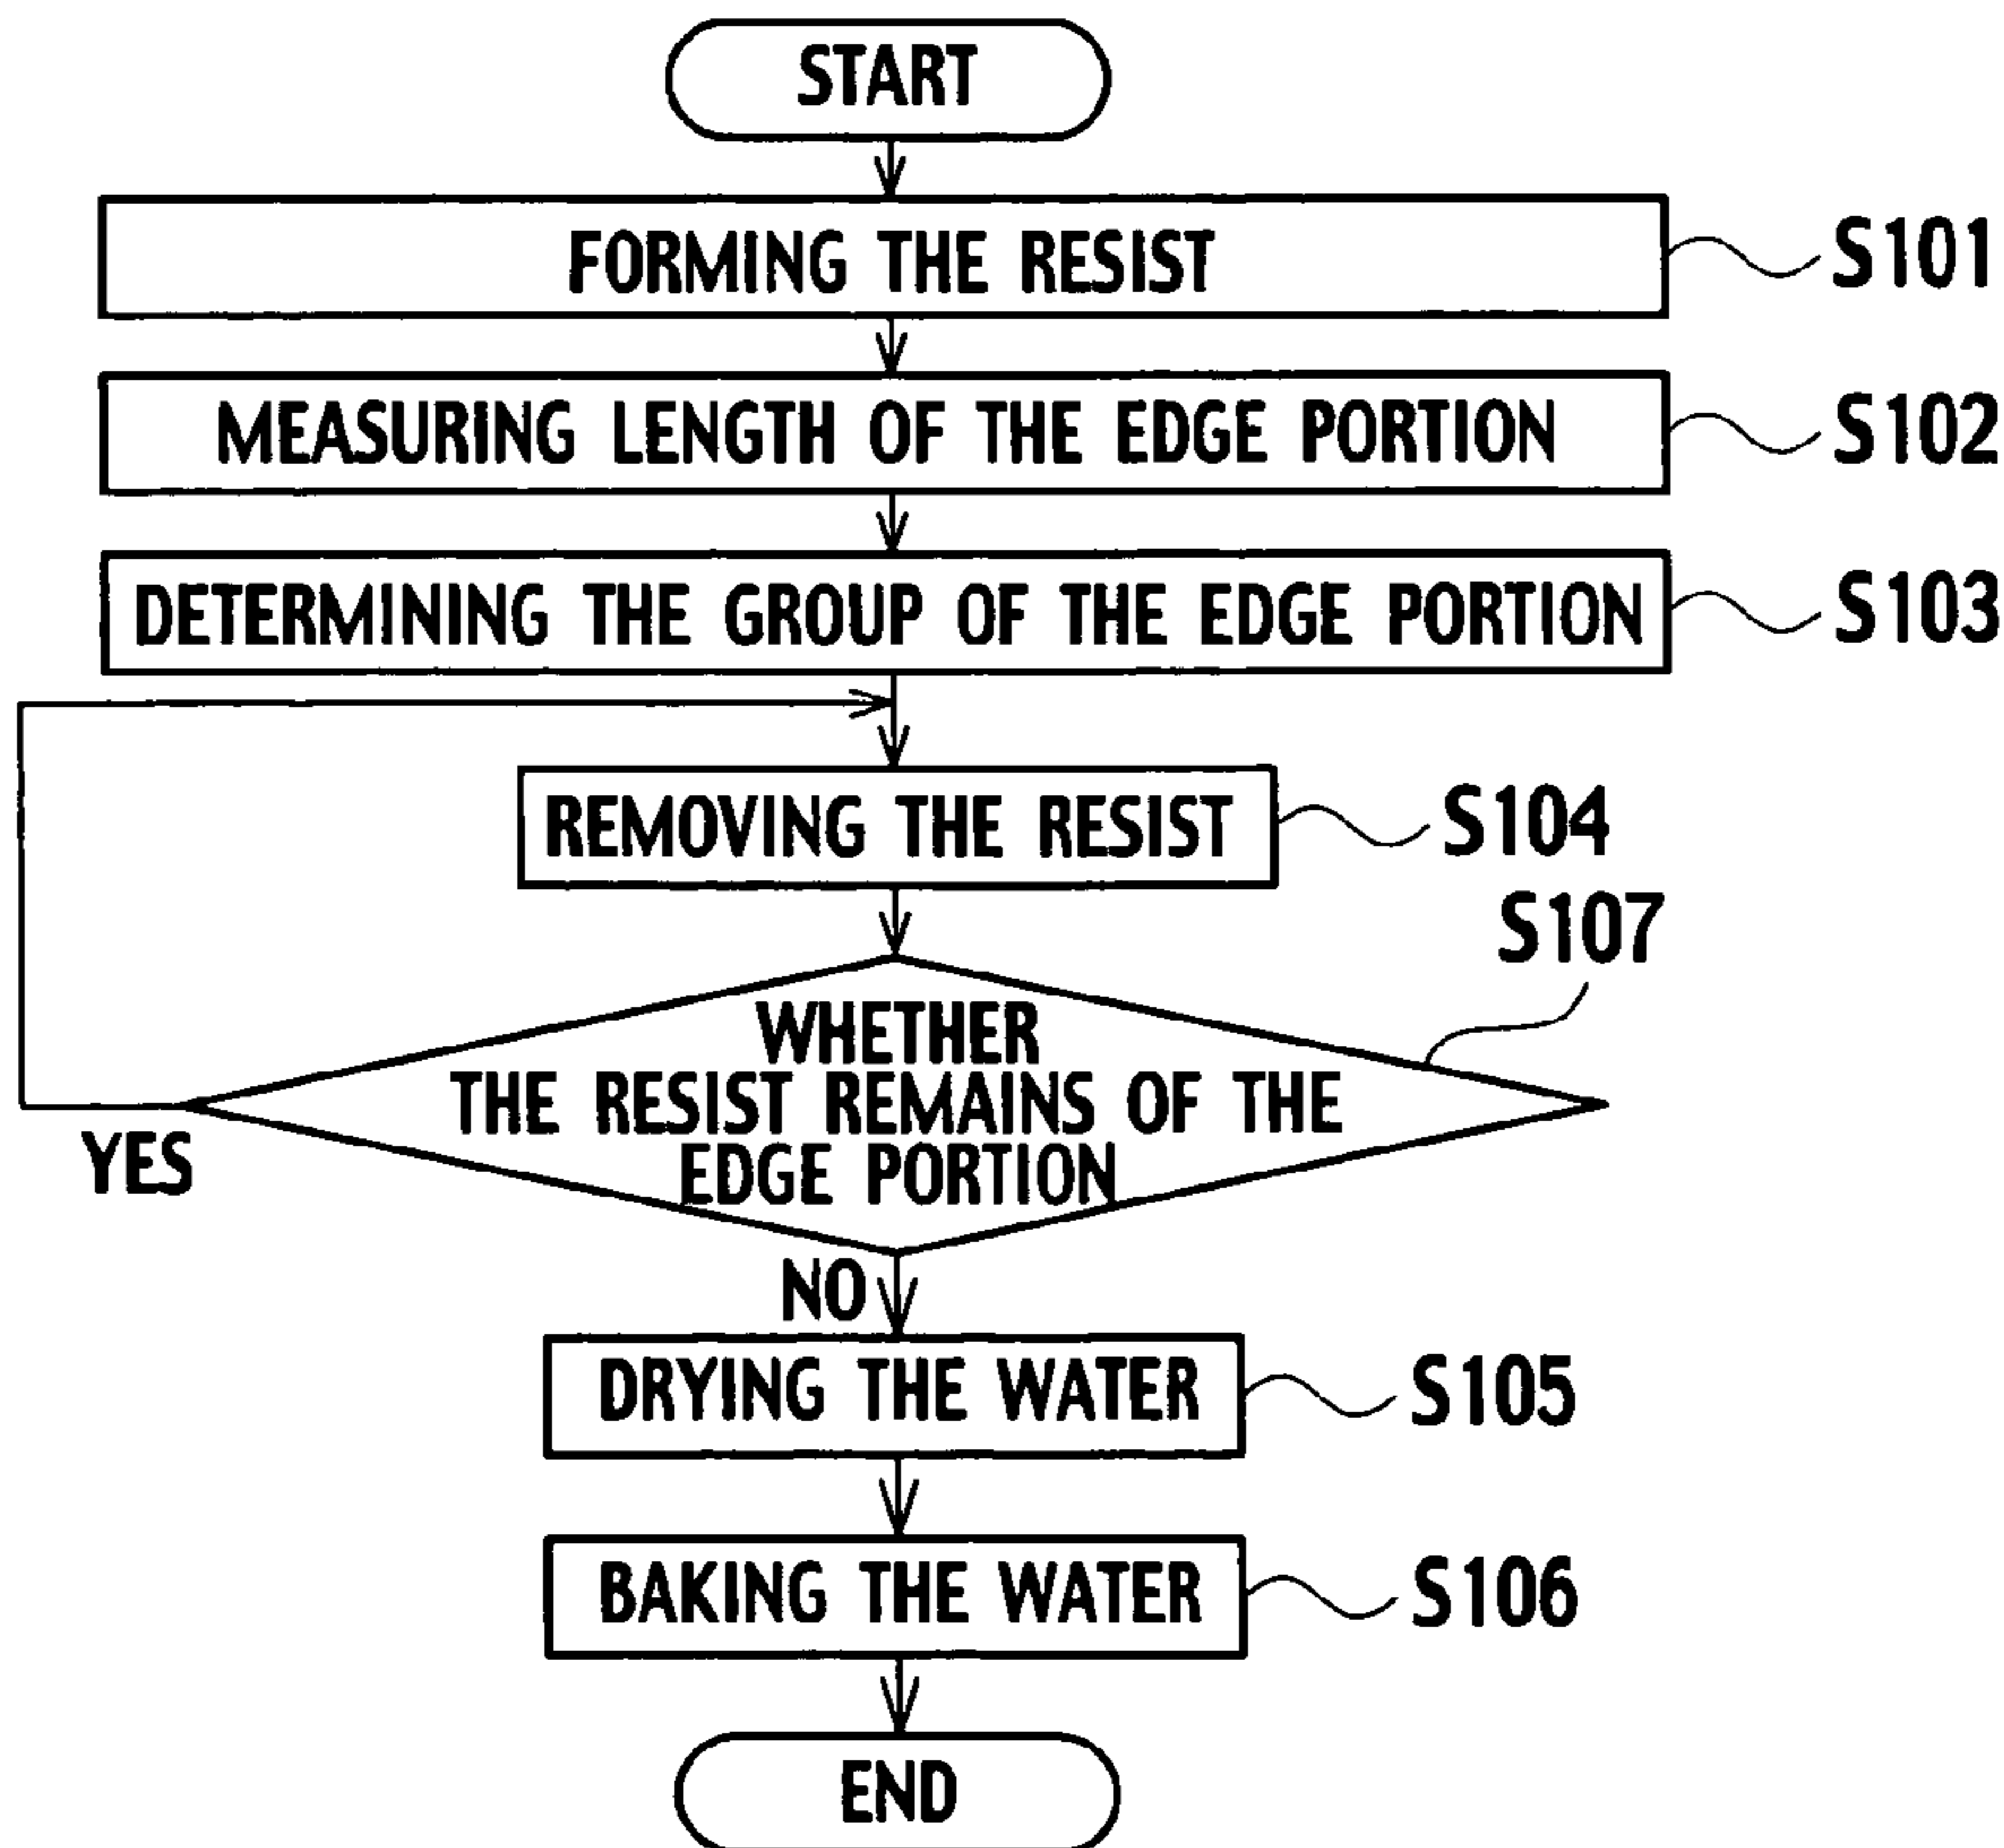 START
FORMING THE RESIST
S101
MEASURING LENGTH OF THE EDGE PORTION
S102
DETERMINING THE GROUP OF THE EDGE PORTION
S103
REMOVING THE RESIST
S104
S107
WHETHER
THE RESIST REMAINS OF THE
EDGE PORTION
YES
NO
DRYING THE WATER
S105
BAKING THE WATER
S106
END